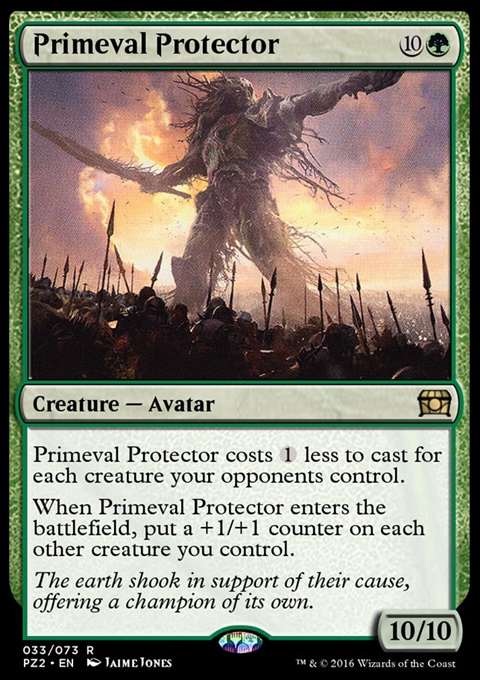 Primeval Protector 10
Creature — Avatar
Primeval Protector costs 1 less to cast for
each creature your opponents control.
When Primeval Protector enters the
battlefield, put a +1/+1 counter on each
other creature you control.
The earth shook in support of their cause,
offering a champion of its own.
10/10
033/073 R
PZ2 • EN JAIME JONES
™ & © 2016 Wizards of the Coast